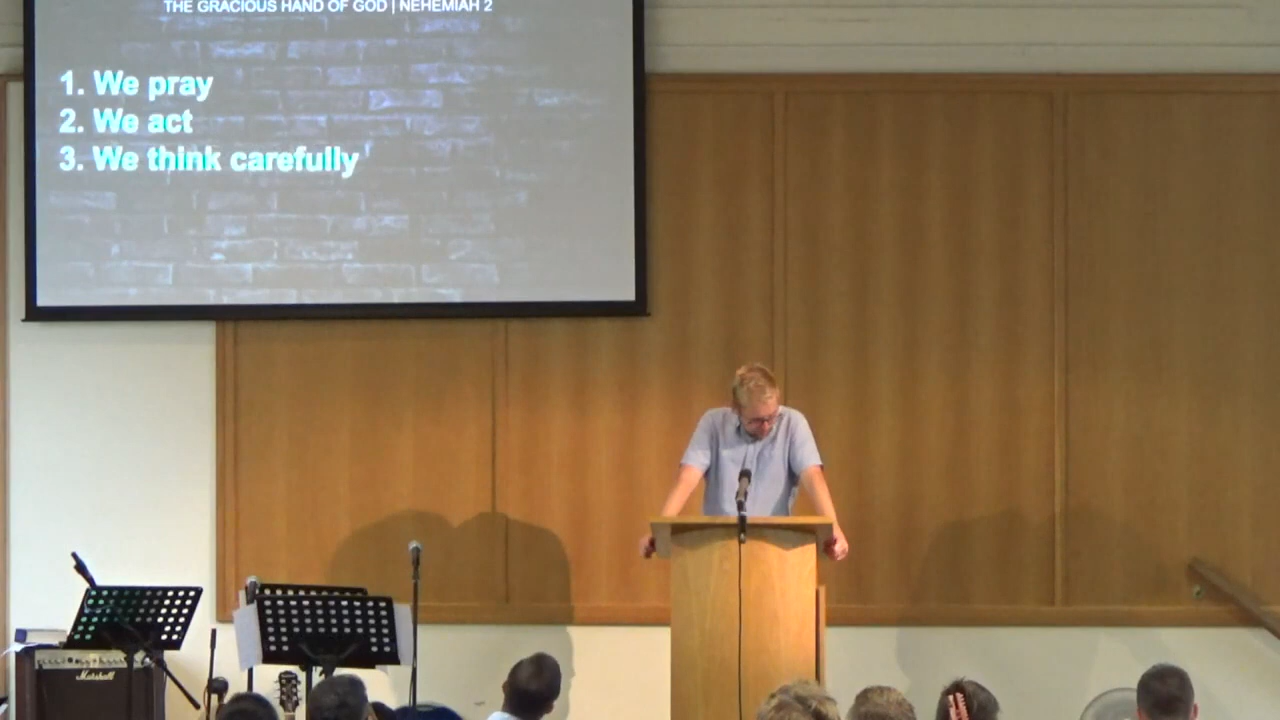 THE GRACIOUS HAND OF GOD | NEHEMIAH 2
1. We pray
2. We act
3. We think carefully
Marshall